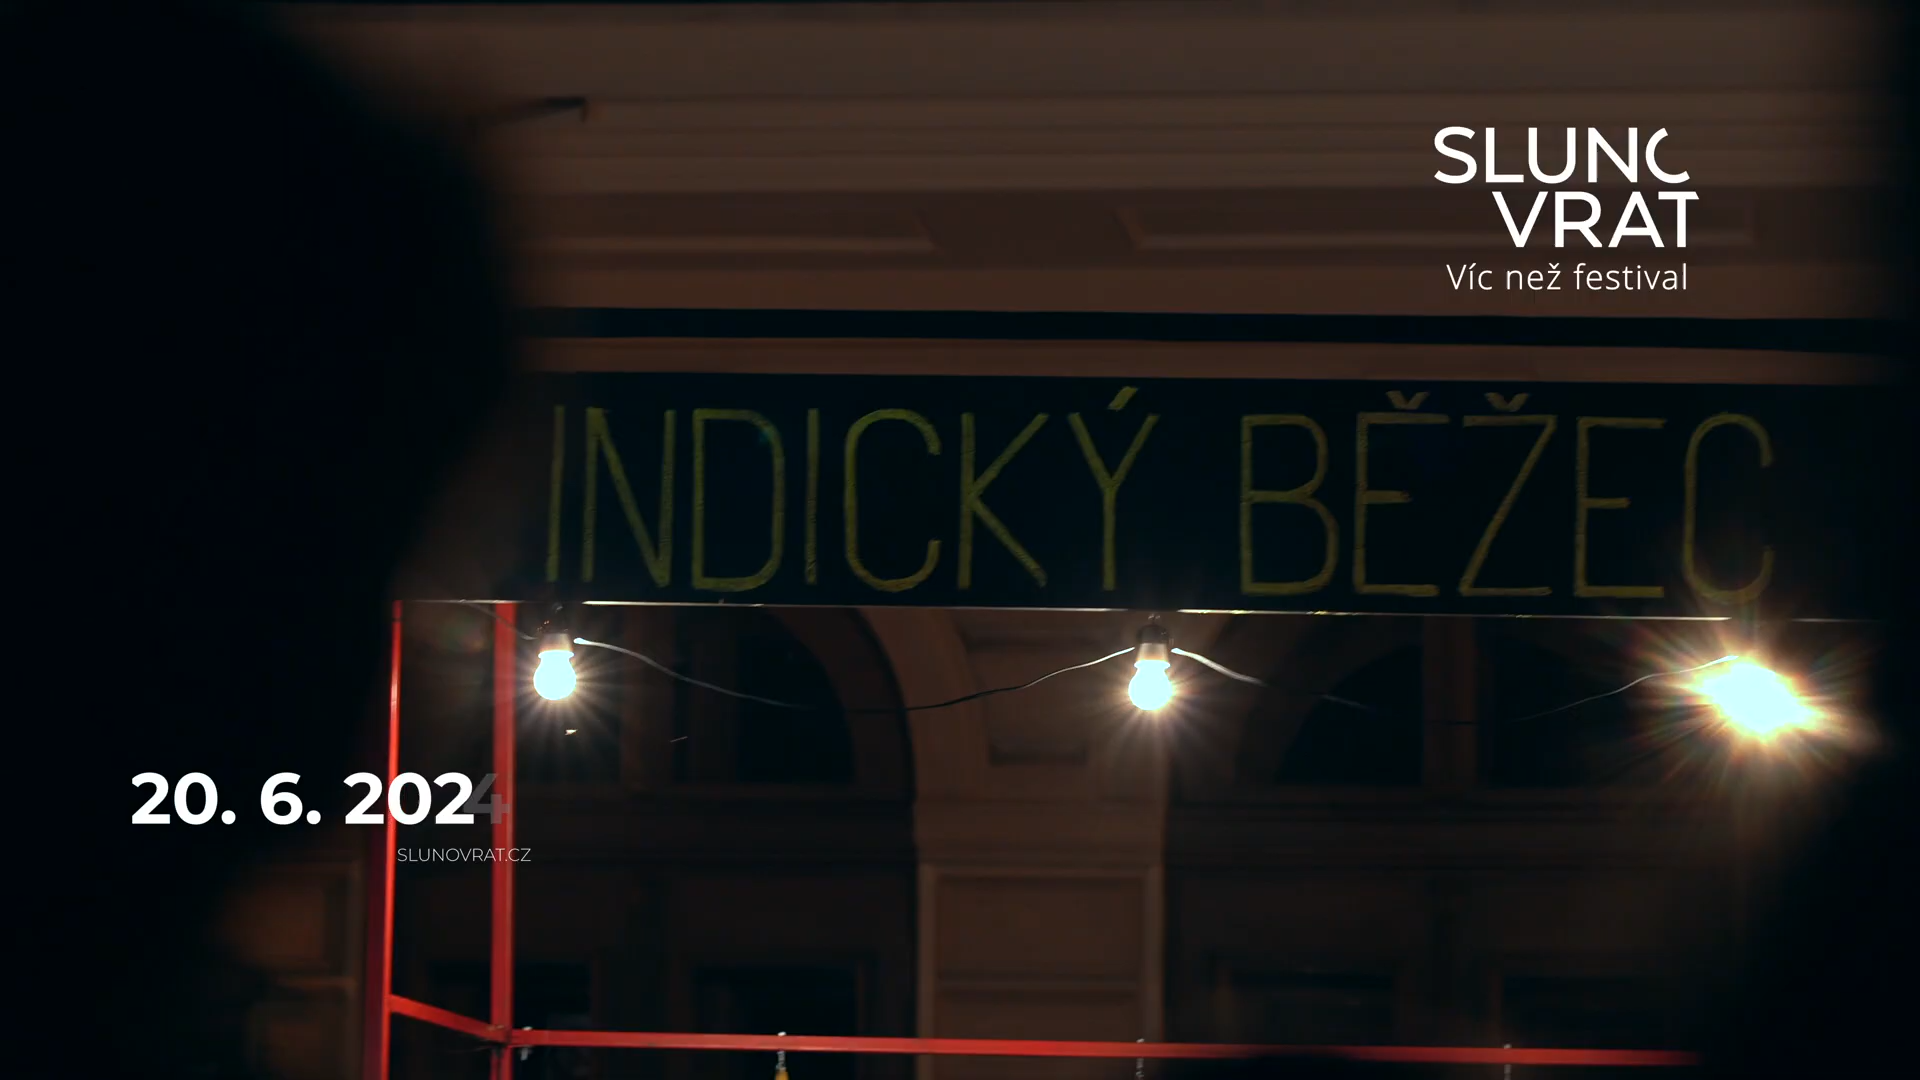 SLUNO
VRAT
Víc než festival
INDICKÝ BĚŽEC
20. 6. 2024
SLUNOVRAT.CZ